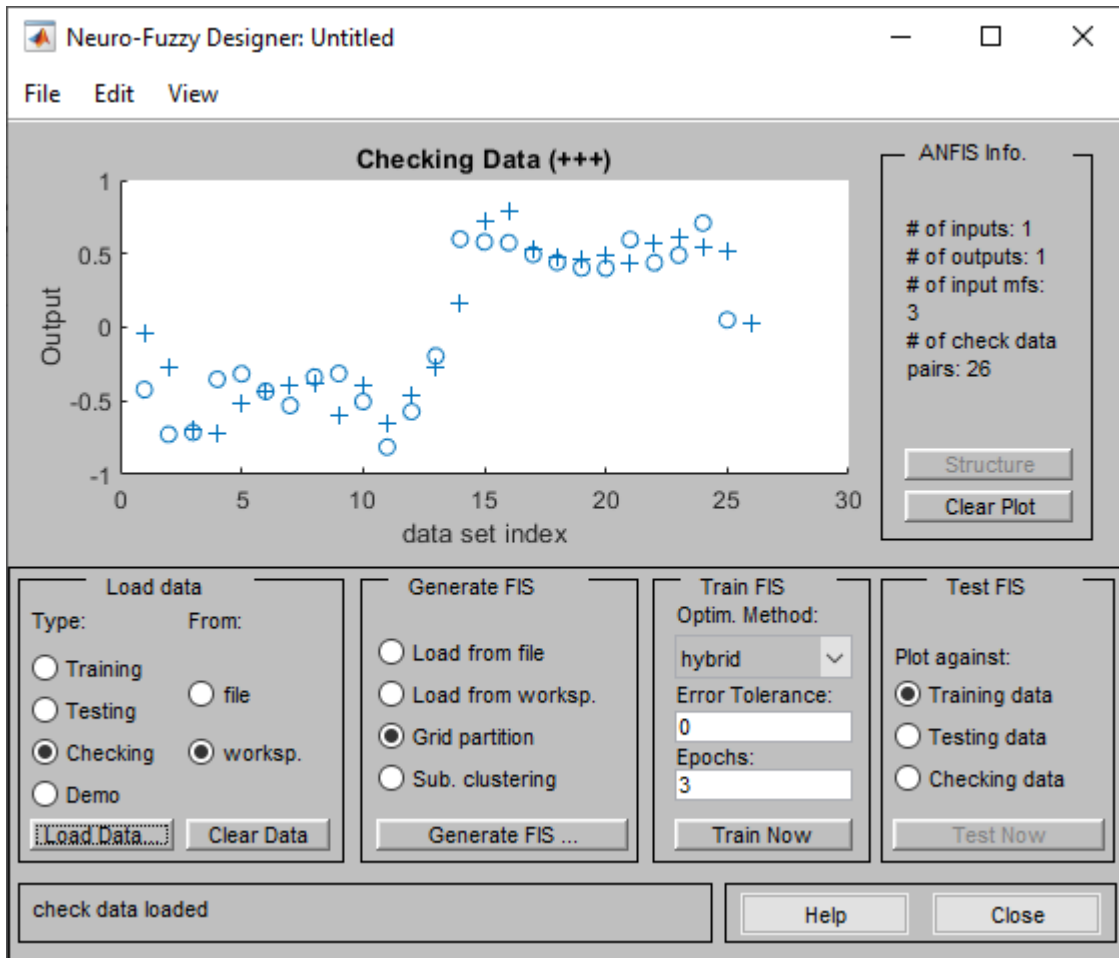 Neuro-Fuzzy Designer: Untitled
File Edit View
Checking Data (+++)
1
0.5
0
-0.5
-1
Output
0 5 10 15 20 25 30
data set index
ANFIS Info.
# of inputs: 1
# of outputs: 1
# of input mfs:
3
# of check data
pairs: 26
Structure
Clear Plot
Load data
Type: From:
Training
file
Testing
Checking
worksp.
Demo
Load Data... Clear Data
Generate FIS
Load from file
Load from worksp.
Grid partition
Sub. clustering
Generate FIS ...
Train FIS
Optim. Method:
hybrid
Error Tolerance:
0
Epochs:
3
Train Now
Test FIS
Plot against:
Training data
Testing data
Checking data
Test Now
check data loaded
Help Close